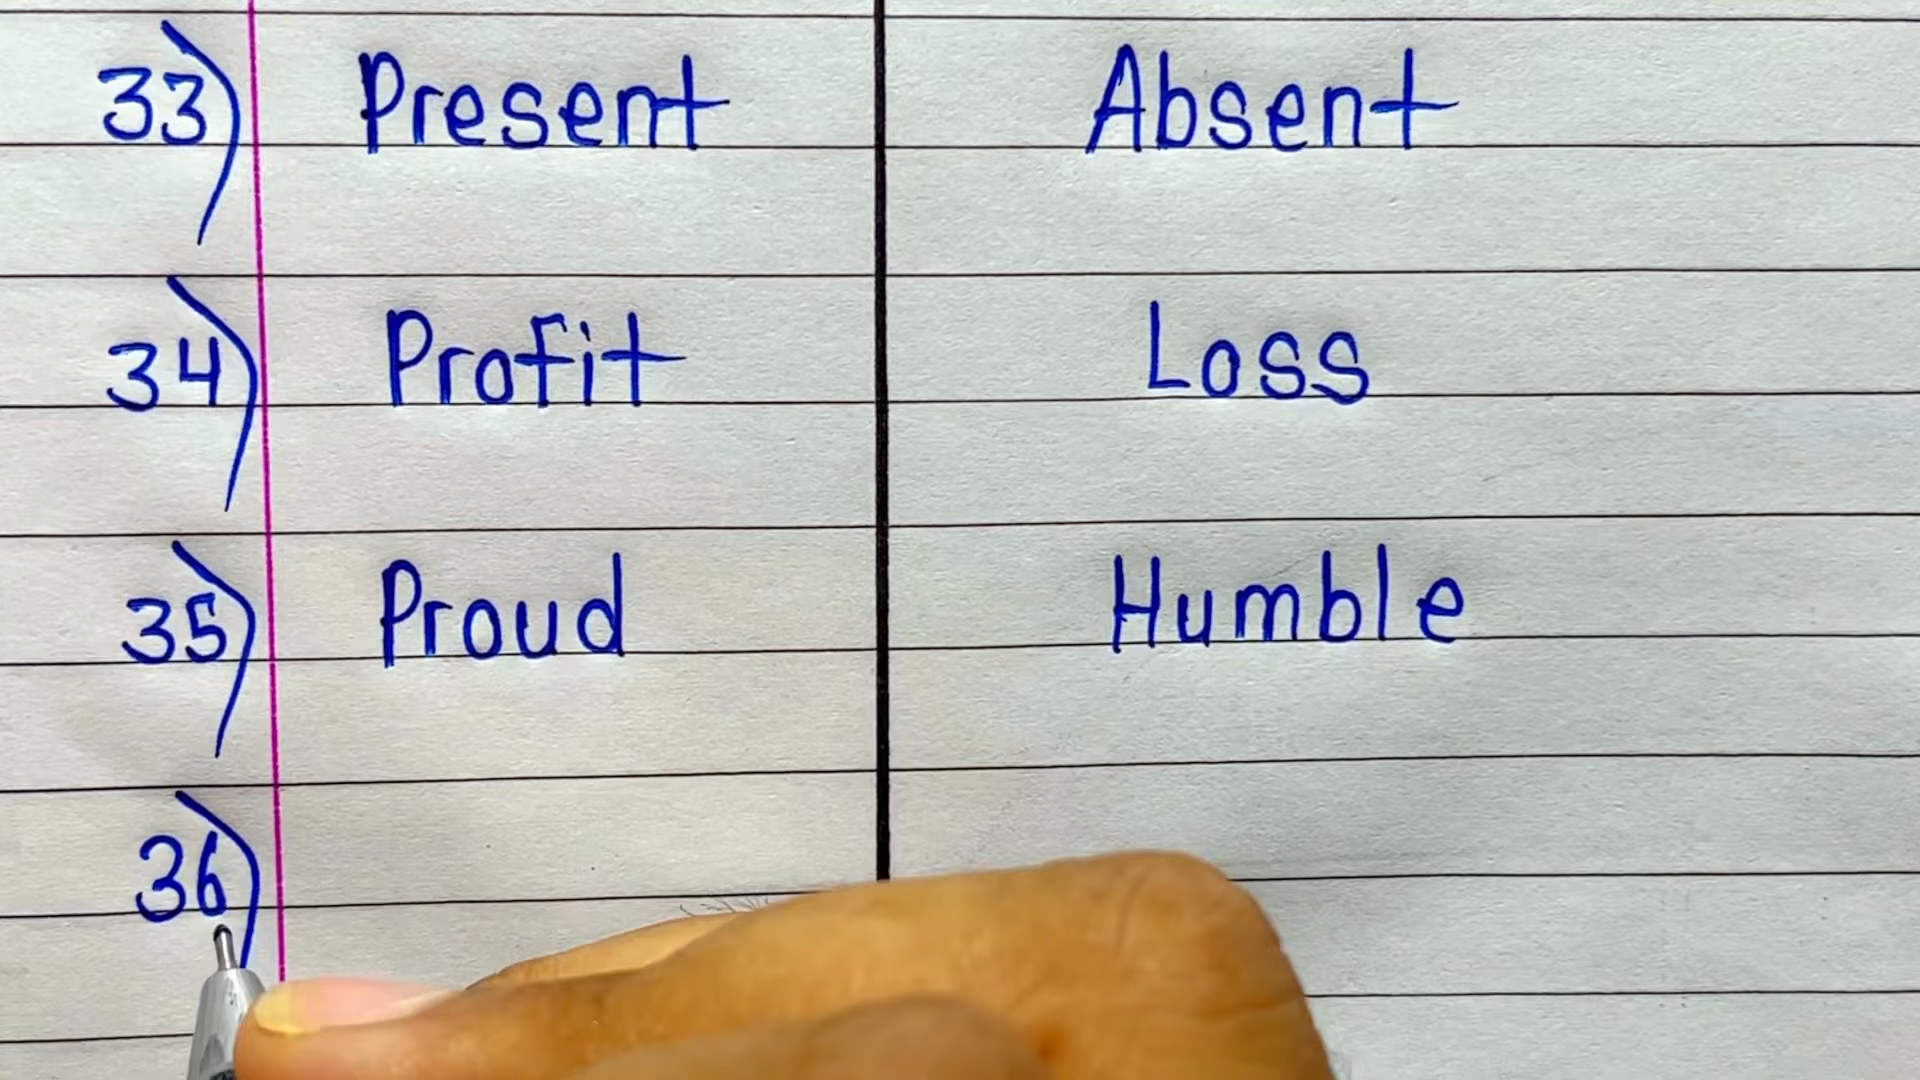 33) Present Absent
34) Profit Loss
35) Proud Humble
36)